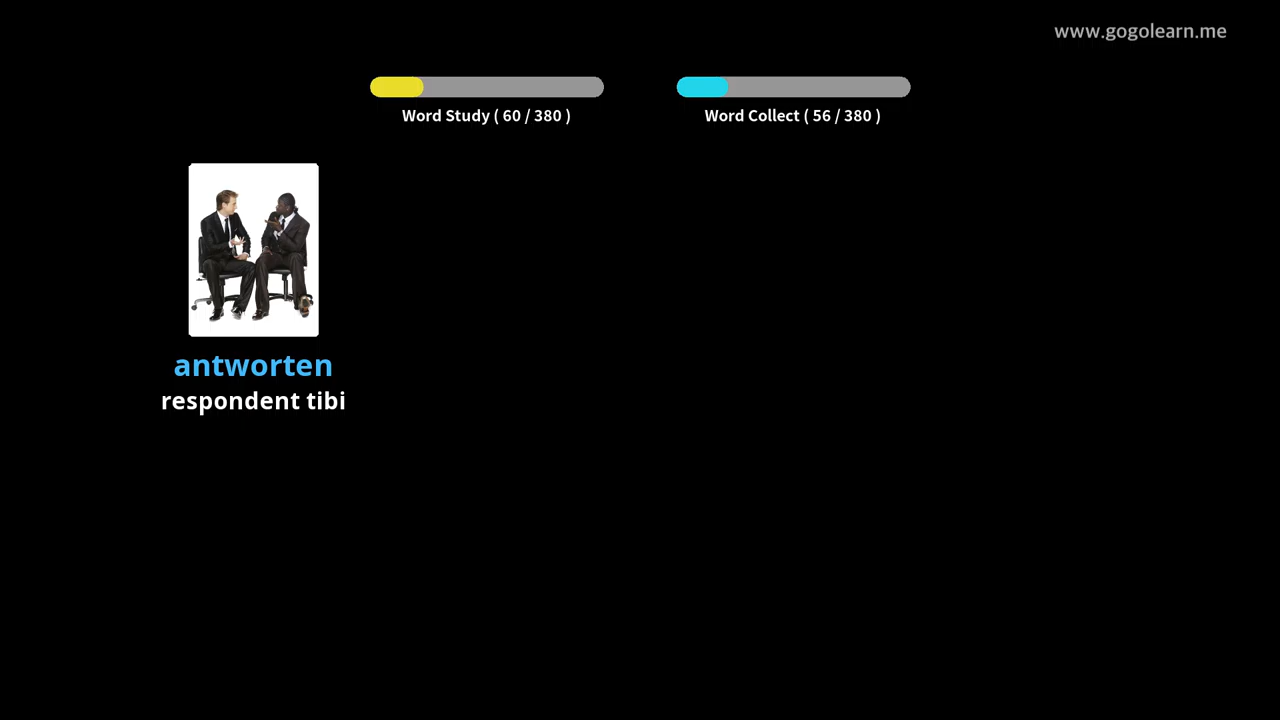 www.gogolearn.me
Word Study ( 60 / 380 )
Word Collect ( 56 / 380 )
antworten
respondent tibi